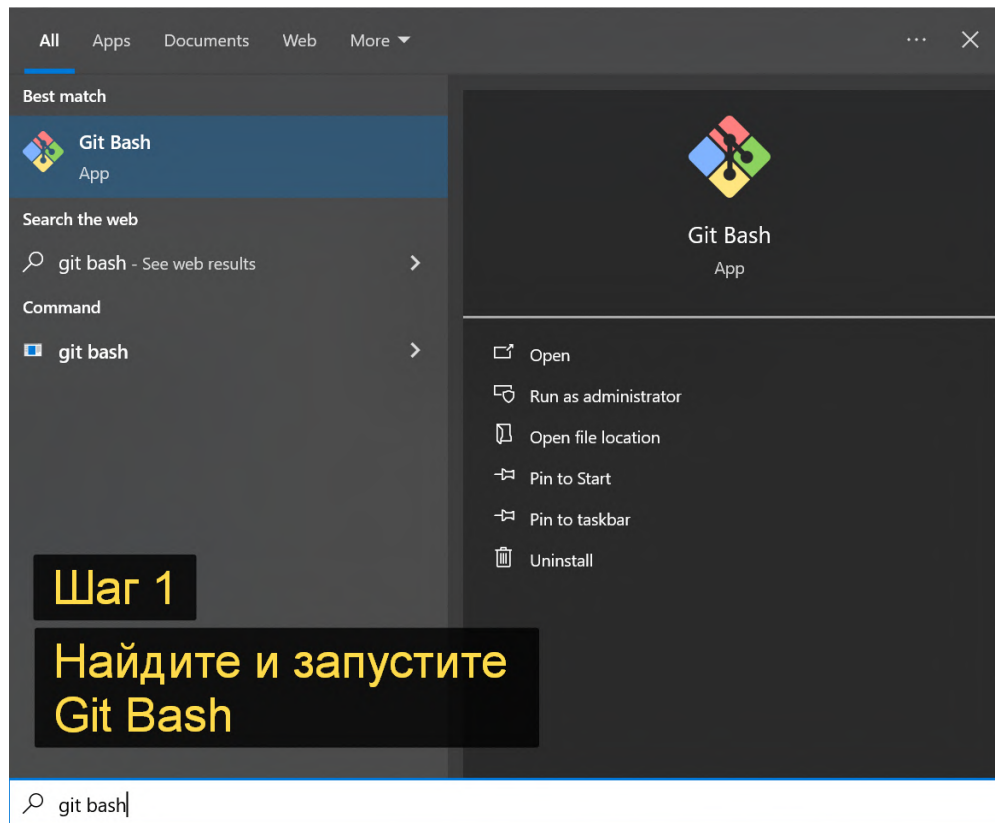 All Apps Documents Web More
Best match
Git Bash
App
Search the web
git bash - See web results
Command
git bash
Git Bash
App
Open
Run as administrator
Open file location
Pin to Start
Pin to taskbar
Uninstall
Шаг 1
Найдите и запустите
Git Bash
git bash